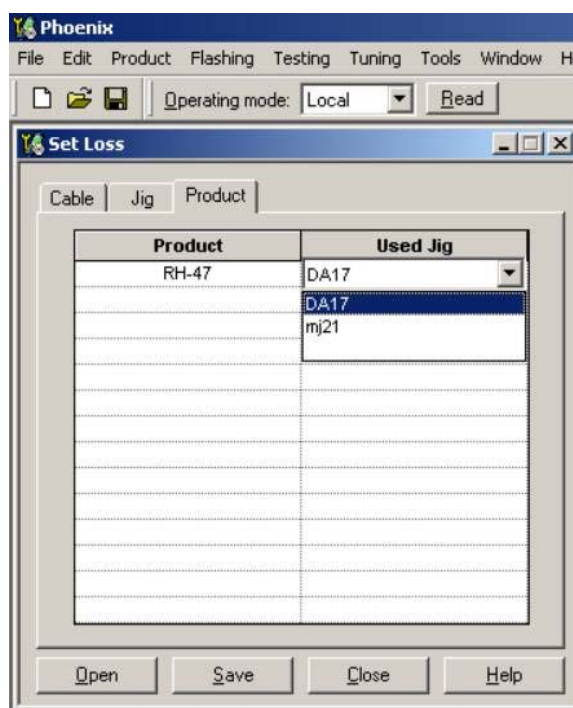 Phoenix
File Edit Product Flashing Testing Tuning Tools Window H
Operating mode: Local Read
Set Loss
Cable Jig Product
Product Used Jig
RH-47 DA17
DA17
mj21
Open Save Close Help